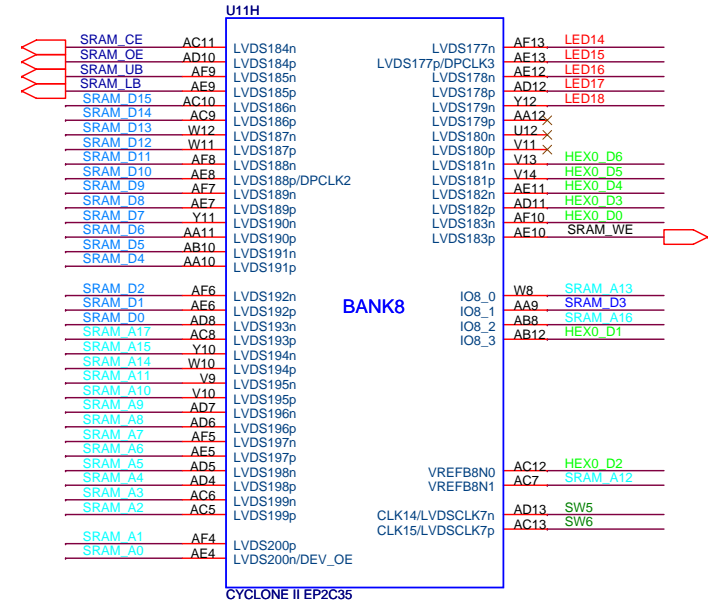 U11H
SRAM_CE AC11 LVDS184n LVDS177n AF13 LED14
SRAM_OE AD10 LVDS184p LVDS177p/DPCLK3 AE13 LED15
SRAM_UB AF9 LVDS185n LVDS178n AE12 LED16
SRAM_LB AE9 LVDS185p LVDS178p AD12 LED17
SRAM_D15 AC10 LVDS186n LVDS179n Y12 LED18
SRAM_D14 AC9 LVDS186p LVDS179p AA12
SRAM_D13 W12 LVDS187n LVDS180n U12
SRAM_D12 W11 LVDS187p LVDS180p V11
SRAM_D11 AF8 LVDS188n LVDS181n V13 HEX0_D6
SRAM_D10 AE8 LVDS188p/DPCLK2 LVDS181p V14 HEX0_D5
SRAM_D9 AF7 LVDS189n LVDS182n AE11 HEX0_D4
SRAM_D8 AE7 LVDS189p LVDS182p AD11 HEX0_D3
SRAM_D7 Y11 LVDS190n LVDS183n AF10 HEX0_D0
SRAM_D6 AA11 LVDS190p LVDS183p AE10 SRAM_WE
SRAM_D5 AB10 LVDS191n
SRAM_D4 AA10 LVDS191p
SRAM_D2 AF6 LVDS192n IO8_0 W8 SRAM_A13
SRAM_D1 AE6 LVDS192p BANK8 IO8_1 AA9 SRAM_D3
SRAM_D0 AD8 LVDS193n IO8_2 AB8 SRAM_A16
SRAM_A17 AC8 LVDS193p IO8_3 AB12 HEX0_D1
SRAM_A15 Y10 LVDS194n
SRAM_A14 W10 LVDS194p
SRAM_A11 V9 LVDS195n
SRAM_A10 V10 LVDS195p
SRAM_A9 AD7 LVDS196n
SRAM_A8 AD6 LVDS196p
SRAM_A7 AF5 LVDS197n
SRAM_A6 AE5 LVDS197p
SRAM_A5 AD5 LVDS198n VREFB8N0 AC12 HEX0_D2
SRAM_A4 AD4 LVDS198p VREFB8N1 AC7 SRAM_A12
SRAM_A3 AC6 LVDS199n
SRAM_A2 AC5 LVDS199p CLK14/LVDSCLK7n AD13 SW5
CLK15/LVDSCLK7p AC13 SW6
SRAM_A1 AF4 LVDS200p
SRAM_A0 AE4 LVDS200n/DEV_OE
CYCLONE II EP2C35